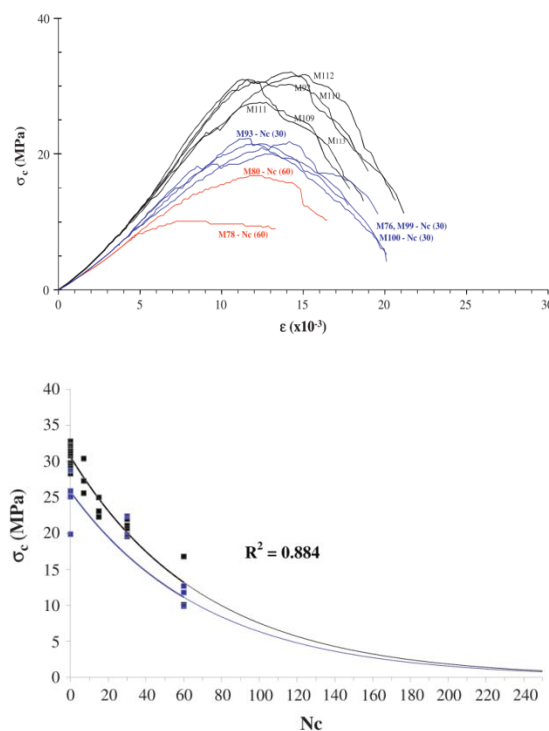 40
M112
M92
30
M110
M111
M109
σc (MPa)
M93 - Nc (30)
M113
20
M80 - Nc (60)
10
M76, M99 - Nc (30)
M78 - Nc (60)
M100 - Nc (30)
0
0 5 10 15 20 25 30
ε (x10⁻³)
40
35
30
25
σc (MPa)
20
R² = 0.884
15
10
5
0
0 20 40 60 80 100 120 140 160 180 200 220 240
Nc